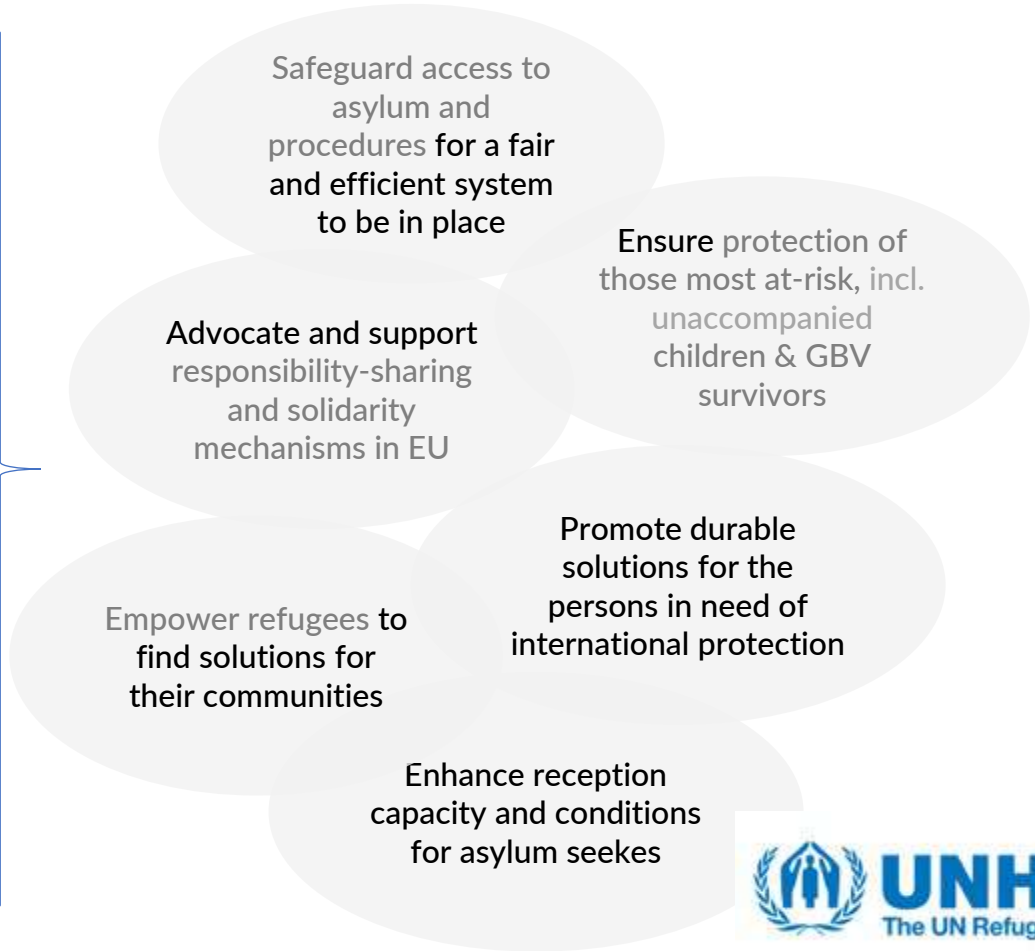 Safeguard access to
asylum and
procedures for a fair
and efficient system
to be in place
Ensure protection of
those most at-risk, incl.
unaccompanied
children & GBV
survivors
Advocate and support
responsibility-sharing
and solidarity
mechanisms in EU
Promote durable
solutions for the
persons in need of
international protection
Empower refugees to
find solutions for
their communities
Enhance reception
capacity and conditions
for asylum seekes
UNH
The UN Refug